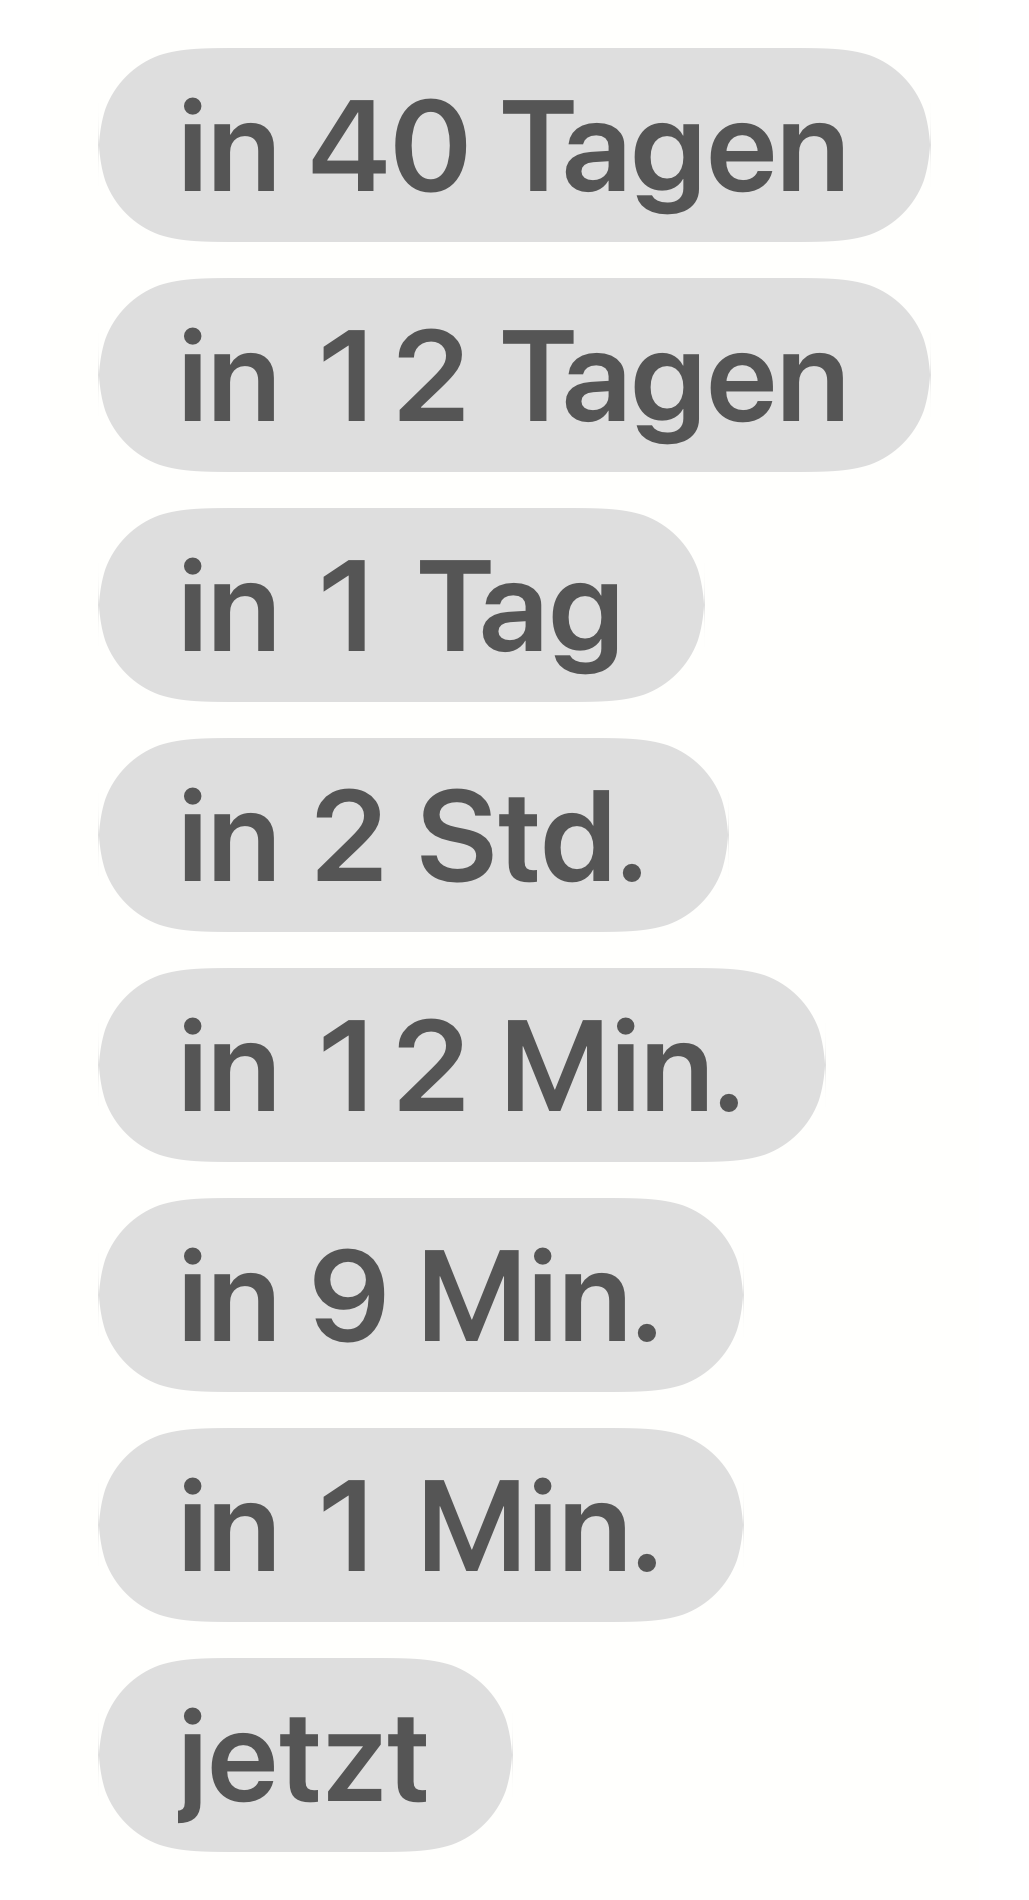 in 40 Tagen
in 12 Tagen
in 1 Tag
in 2 Std.
in 12 Min.
in 9 Min.
in 1 Min.
jetzt